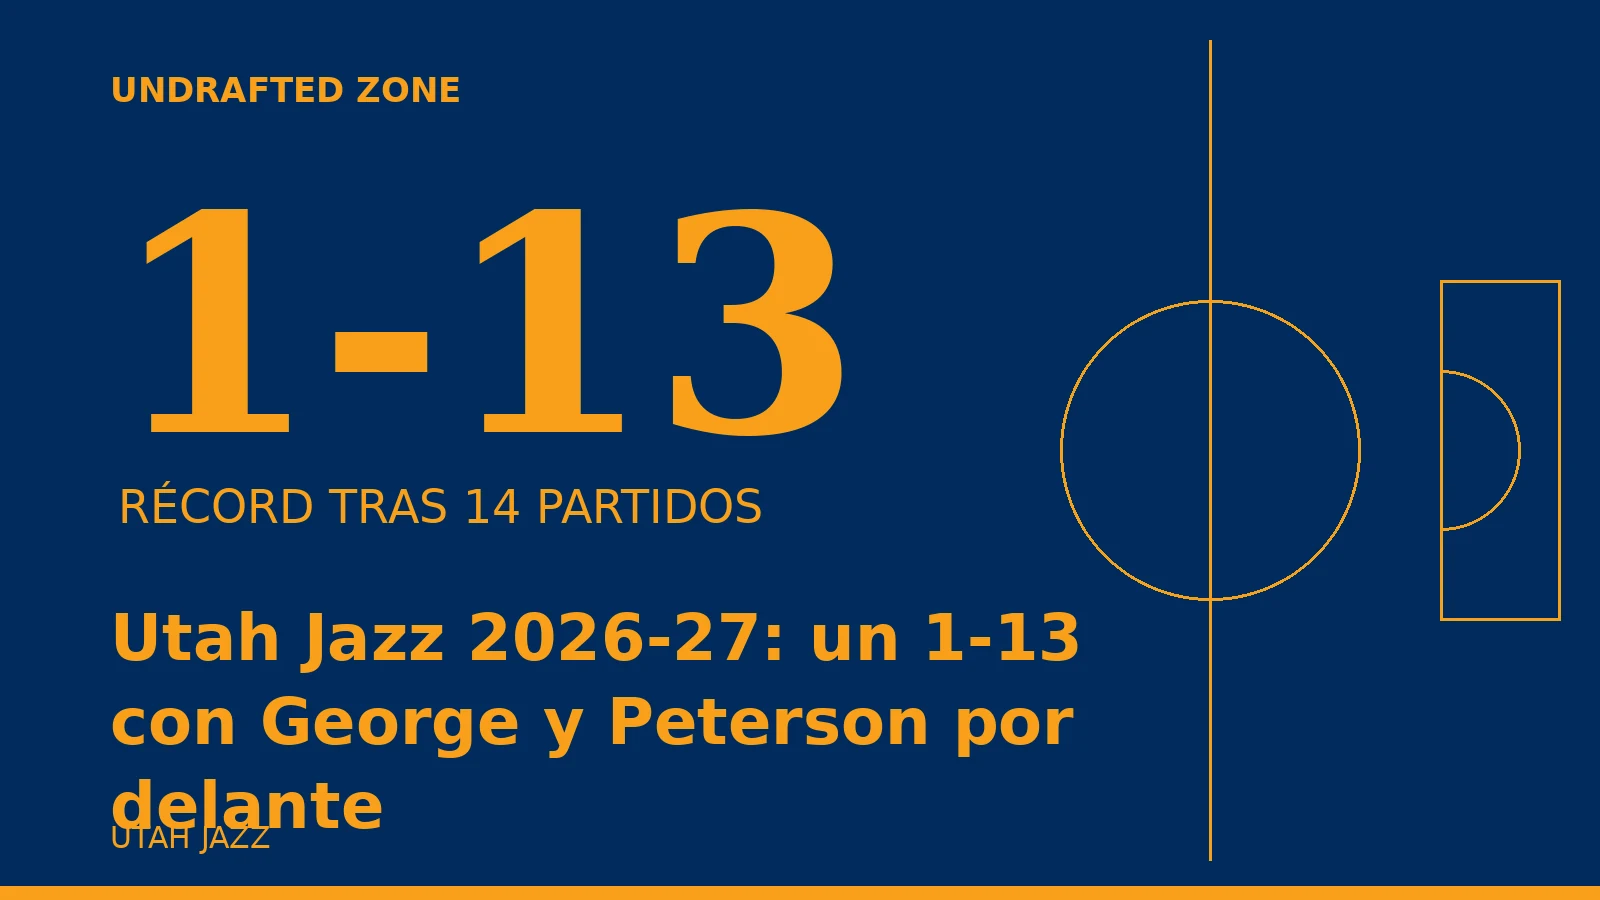 UNDRAFTED ZONE
1-13
RÉCORD TRAS 14 PARTIDOS
Utah Jazz 2026-27: un 1-13
con George y Peterson por
delante
UTAH JAZZ